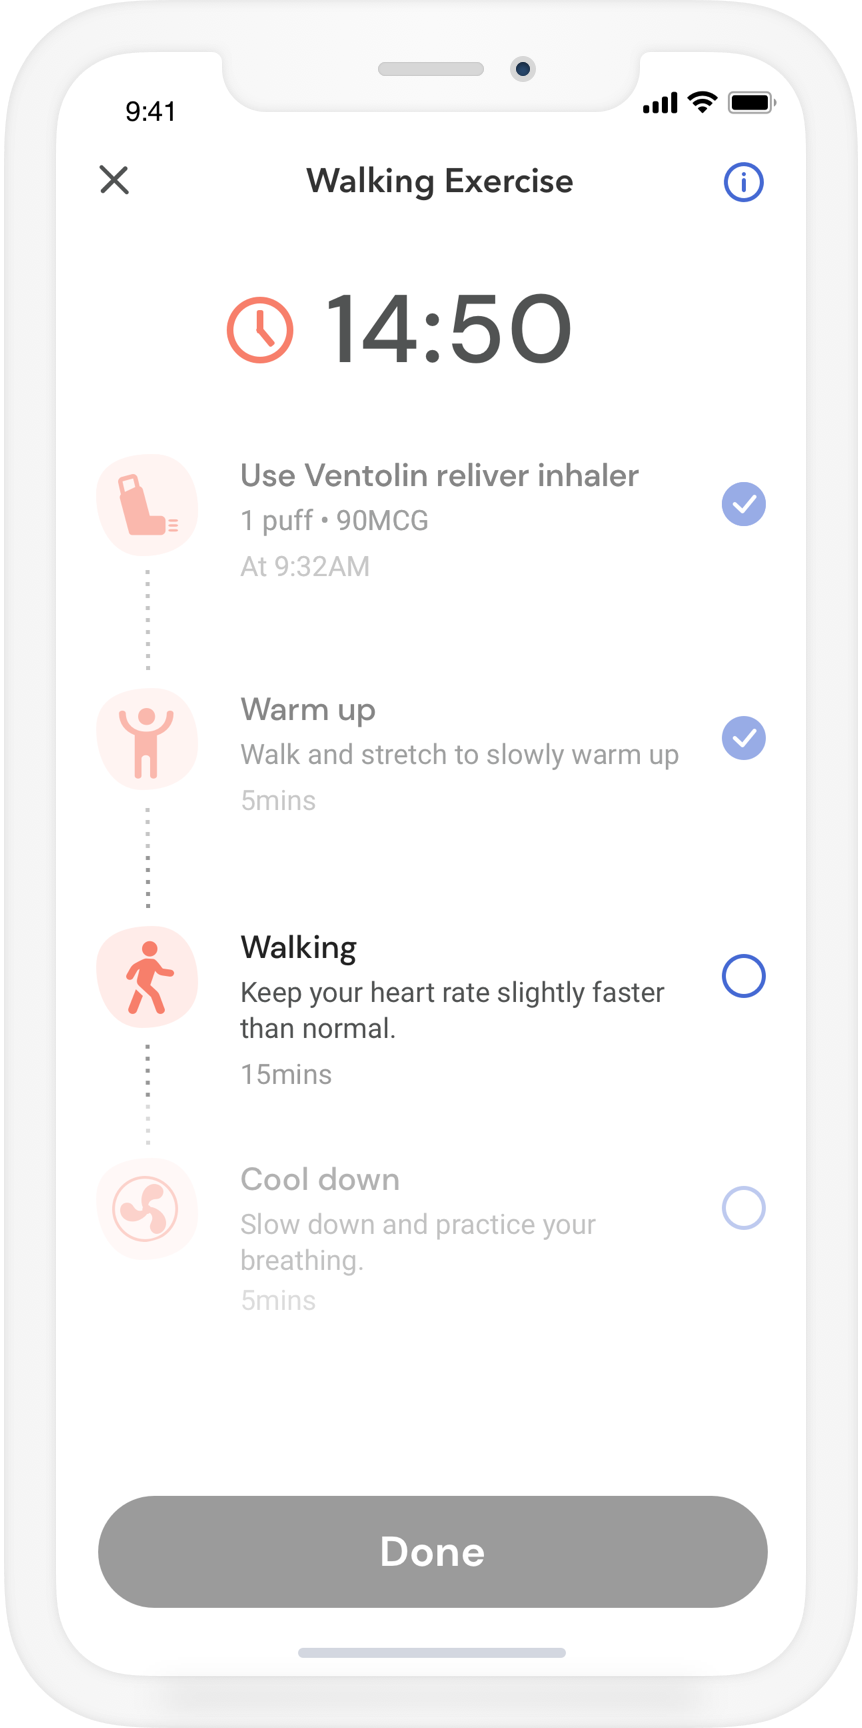 9:41
Walking Exercise
14:50
Use Ventolin reliver inhaler
1 puff • 90MCG
At 9:32AM
Warm up
Walk and stretch to slowly warm up
5mins
Walking
Keep your heart rate slightly faster
than normal.
15mins
Cool down
Slow down and practice your
breathing.
5mins
Done